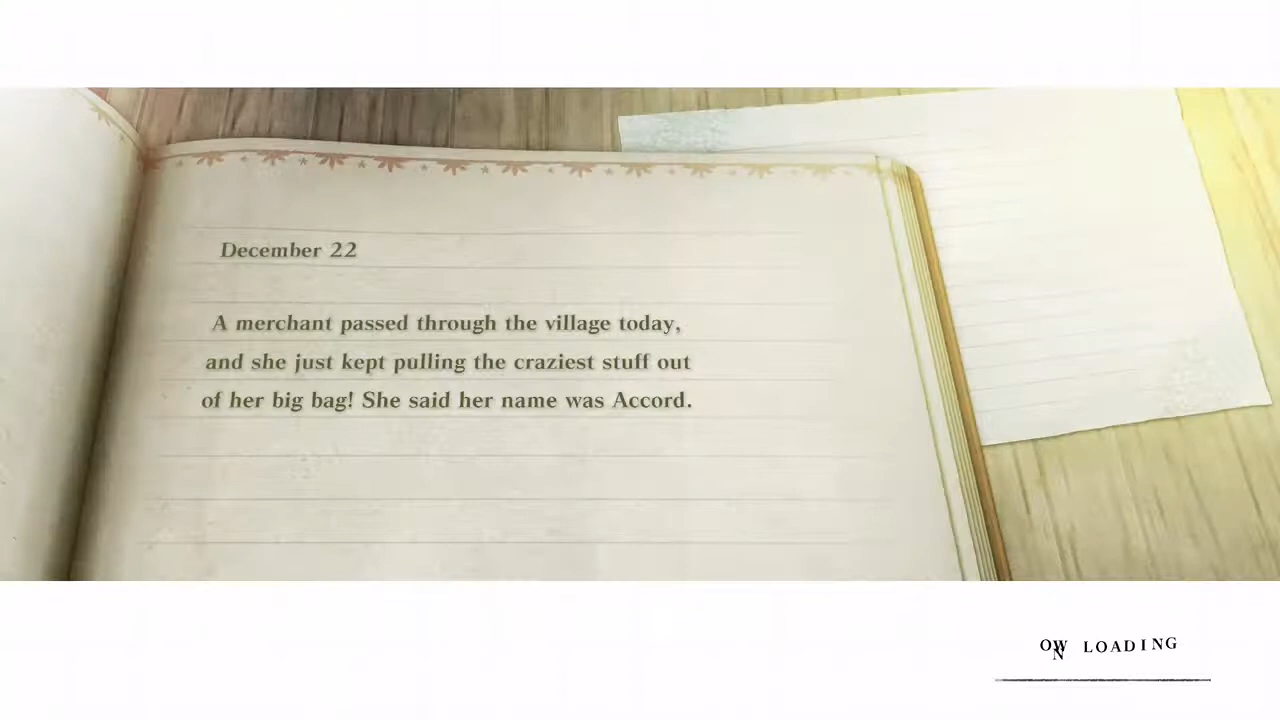 December 22
A merchant passed through the village today,
and she just kept pulling the craziest stuff out
of her big bag! She said her name was Accord.
NOW LOADING